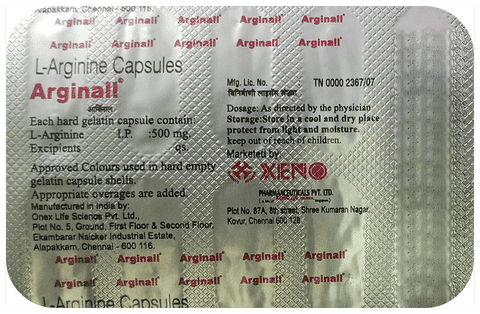 Alapakkam, Chennai - 600 116.
Arginall Arginall Arginall Arginall Arginall
Arginall Arginall Arginall Arginall Arginall
L-Arginine Capsules
Arginall
Each hard gelatin capsule contain:
L-Arginine I.P. :500 mg.
Excipients qs.
Approved Colours used in hard empty
gelatin capsule shells.
Appropriate overages are added
Manufactured in India by:
Onex Life Science Pvt. Ltd.,
Plot No. 5, Ground, First Floor & Second Floor,
Ekambarar Naicker Industrial Estate,
Alapakkam, Chennai - 600 116.
Mfg. Lic. No. : TN 0000 2367/07
Dosage: As directed by the physician
Storage:Store in a cool and dry place
protect from light and moisture.
keep out of reach of children.
Marketed by:
XENO
PHARMACEUTICALS PVT. LTD.
Plot No. 87A, 8th street, Shree Kumaran Nagar,
Kovur, Chennai 600 128
Arginall Arginall Arginall Arginall Arginall
Arginall Arginall Arginall Arginall Arginall
L-Arginine Capsules